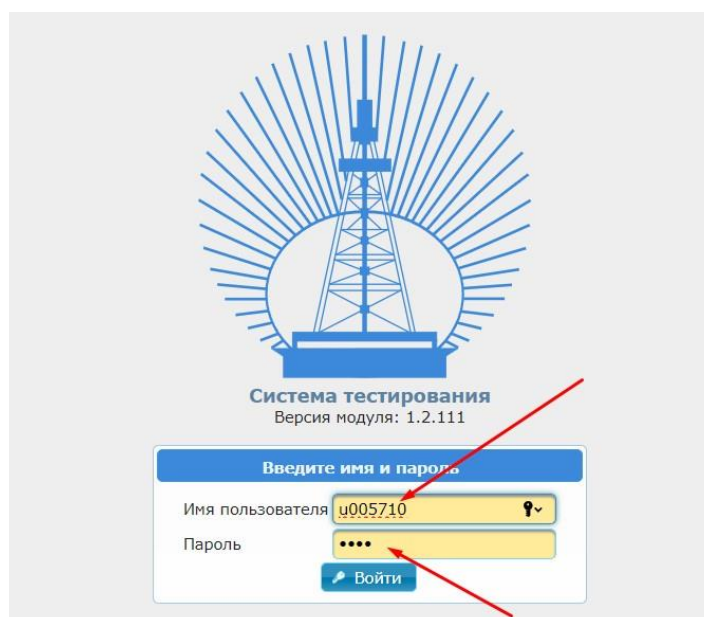 Система тестирования
Версия модуля: 1.2.111
Введите имя и пароль
Имя пользователя u005710
Пароль ••••
Войти